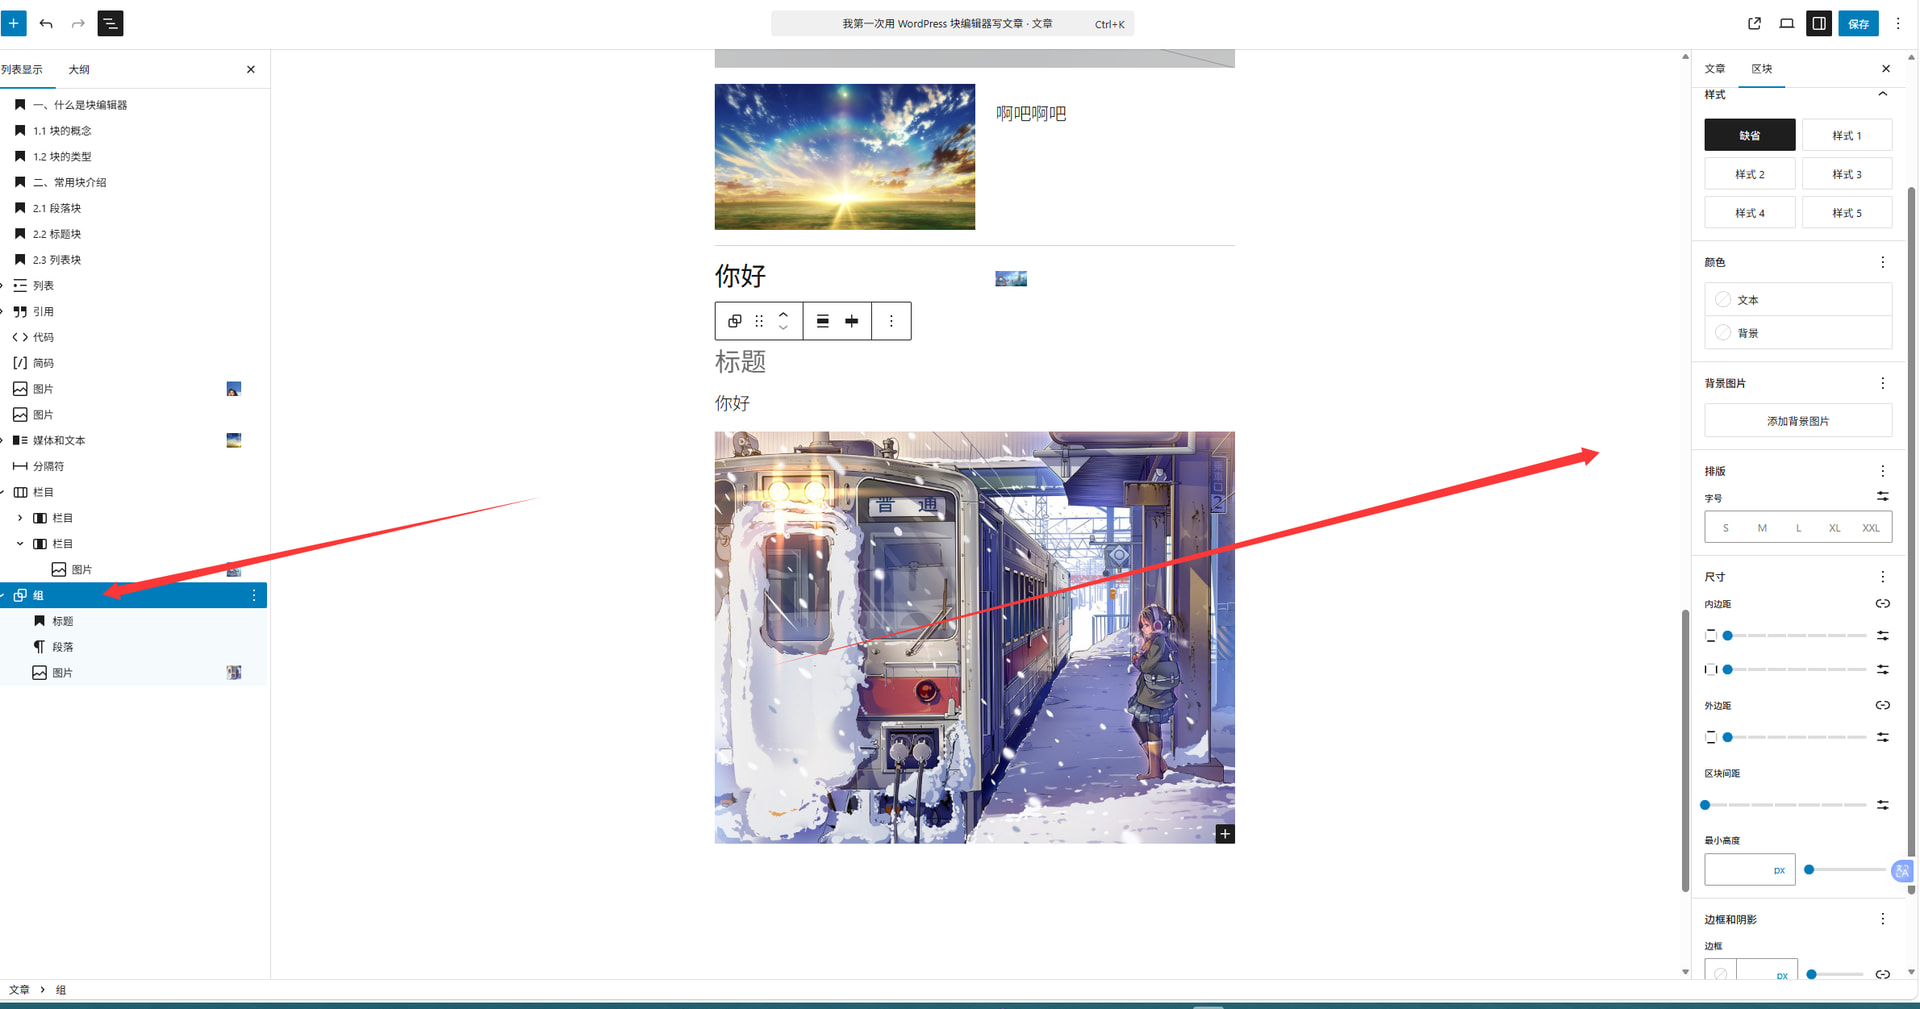 我第一次用 WordPress 块编辑器写文章 · 文章
Ctrl+K
保存
列表显示
大纲
一、什么是块编辑器
1.1 块的概念
1.2 块的类型
二、常用块介绍
2.1 段落块
2.2 标题块
2.3 列表块
列表
引用
代码
简码
图片
图片
媒体和文本
分隔符
栏目
栏目
栏目
图片
组
标题
段落
图片
啊吧啊吧
你好
标题
你好
普 通
2
文章
区块
样式
缺省
样式 1
样式 2
样式 3
样式 4
样式 5
颜色
文本
背景
背景图片
添加背景图片
排版
字号
S M L XL XXL
尺寸
内边距
外边距
区块间距
最小高度
px
边框和阴影
边框
px
文章 > 组